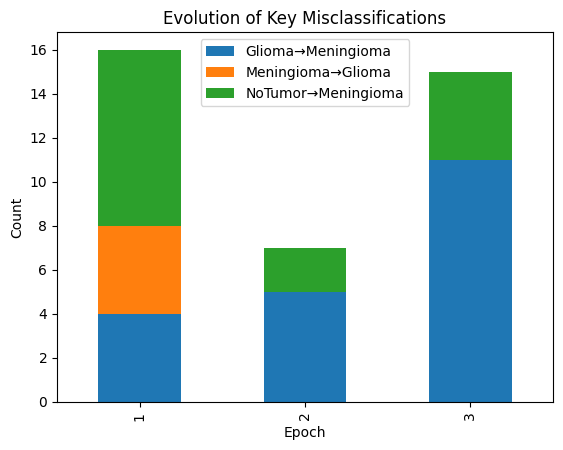 Evolution of Key Misclassifications
Glioma→Meningioma
Meningioma→Glioma
NoTumor→Meningioma
Count
16
14
12
10
8
6
4
2
0
1
2
3
Epoch